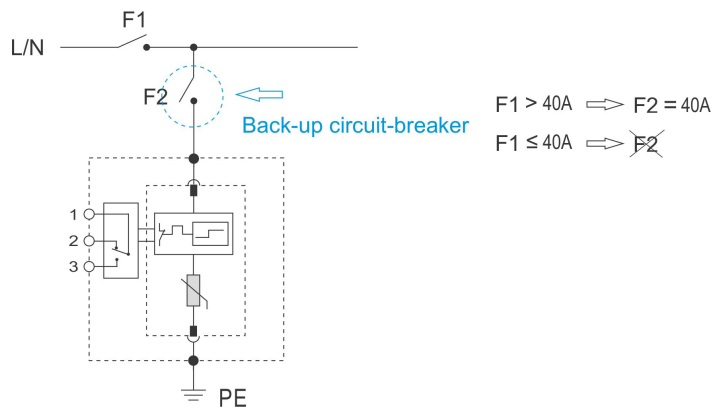 F1
L/N
F2
Back-up circuit-breaker
F1 > 40A ⇨ F2 = 40A
F1 ≤ 40A ⇨ F2
1
2
3
PE